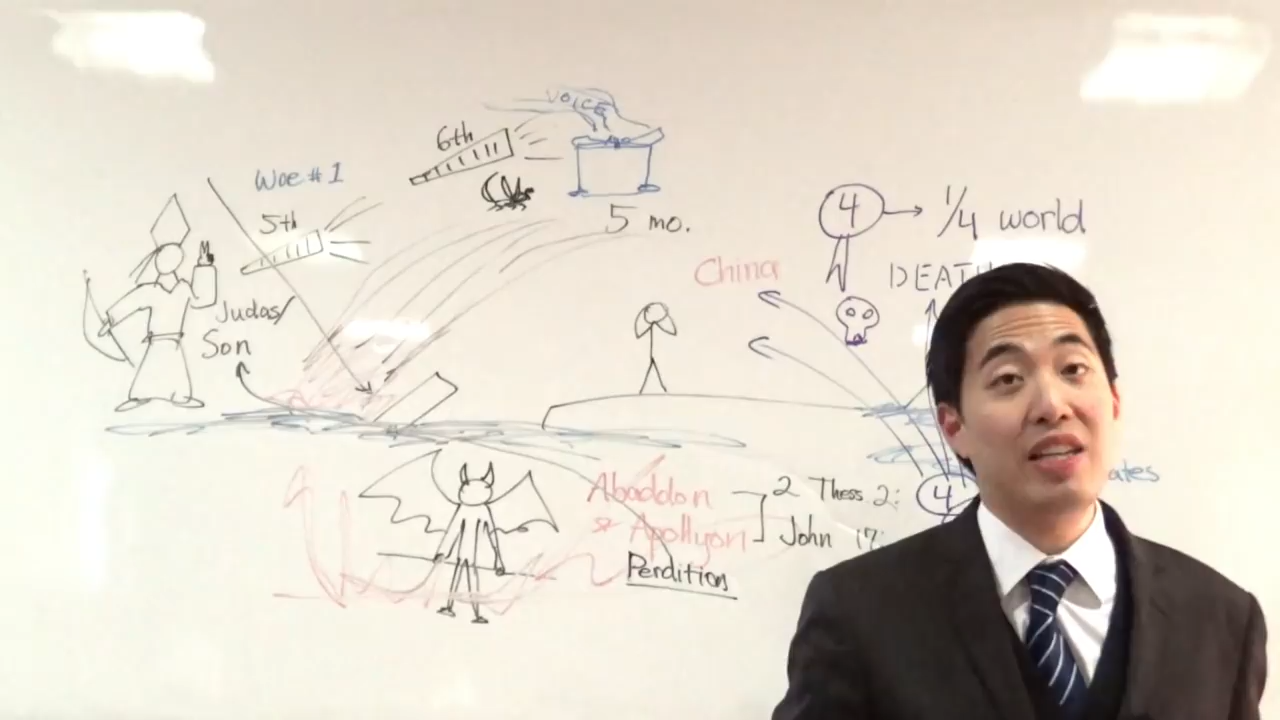 VOICE
6th
Woe #1
5th
5 mo.
4 → 1/4 world
China
DEATH
Judas/
Son
Abaddon
* Apollyon
2 Thess 2:
John 17:
Perdition
4
ates